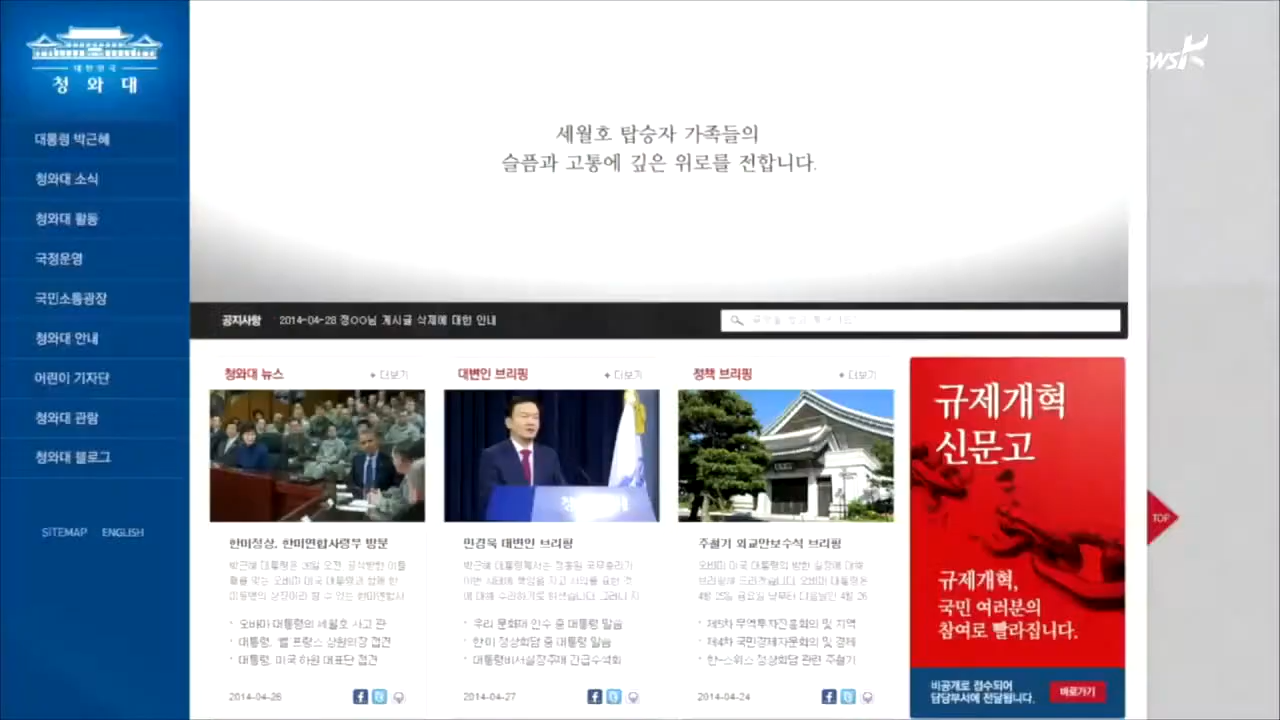 대한민국
청와대
대통령 박근혜
청와대 소식
청와대 활동
국정운영
국민소통광장
청와대 안내
어린이 기자단
청와대 관람
청와대 블로그
SITEMAP ENGLISH
세월호 탑승자 가족들의
슬픔과 고통에 깊은 위로를 전합니다.
공지사항 2014-04-28 정OO님 게시글 삭제에 대한 안내
청와대 뉴스 + 더보기
한미정상, 한미연합사령부 방문
오바마 대통령의 세월호 사고 관
대통령, 벨 프랑스 상원의장 접견
대통령, 미국 하원 대표단 접견
2014-04-26
대변인 브리핑 + 더보기
민경욱 대변인 브리핑
우리 문화재 인수 중 대통령 말씀
한·미 정상회담 중 대통령 말씀
대통령비서실장주재 긴급수석회
2014-04-27
정책 브리핑 + 더보기
주철기 외교안보수석 브리핑
제5차 무역투자진흥회의 및 지역
제4차 국민경제자문회의 및 경제
한-스위스 정상회담 관련 주철기
2014-04-24
규제개혁
신문고
규제개혁,
국민 여러분의
참여로 빨라집니다.
비공개로 접수되어
담당부서에 전달됩니다.
바로가기
TOP